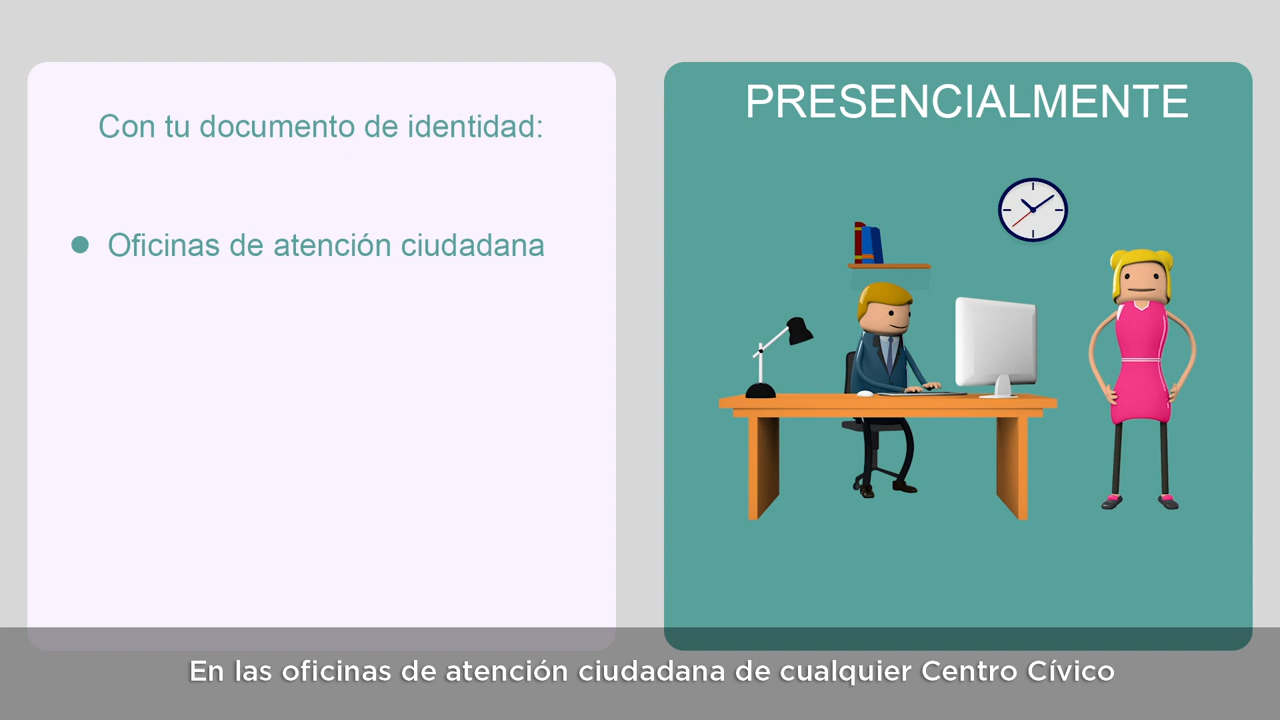 Con tu documento de identidad:
● Oficinas de atención ciudadana
PRESENCIALMENTE
En las oficinas de atención ciudadana de cualquier Centro Cívico